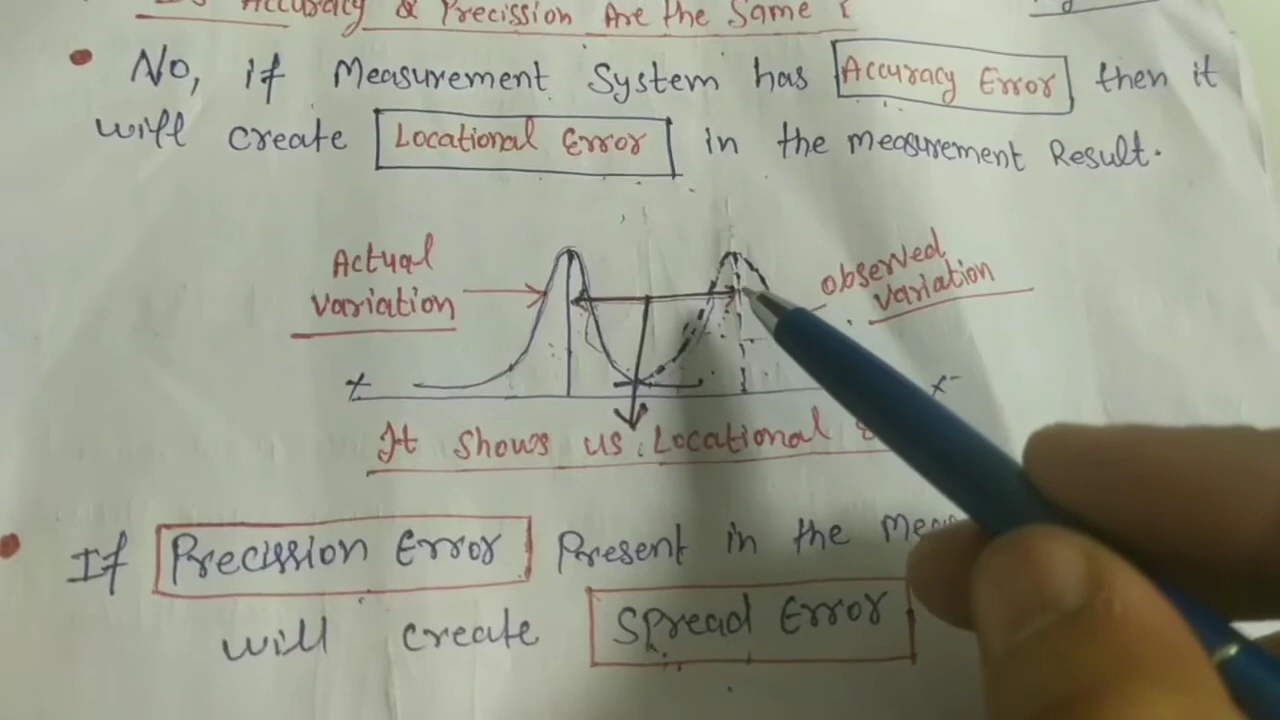 Accuracy & Precission Are the Same ?
• No, if Measurement System has Accuracy Error then it
will create Locational Error in the measurement Result.
Actual
variation
observed
variation
It Shows us Locational
• If Precission Error Present in the
will create Spread Error